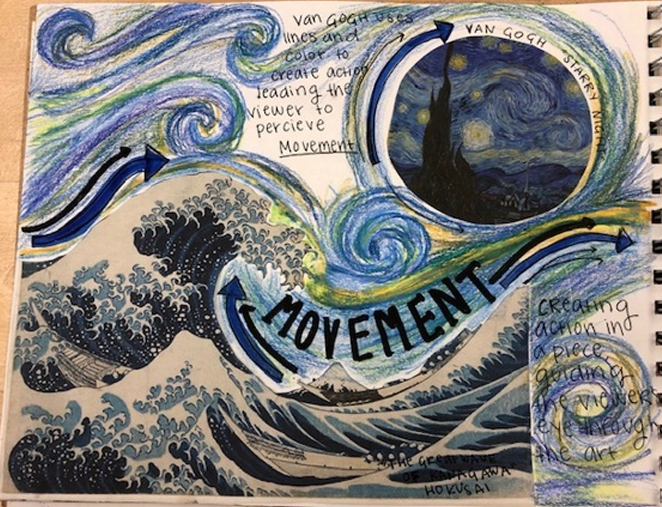 van GOGH uses
lines and
color to
create action
leading the
viewer to
percieve
Movement
VAN GOGH STARRY NIGHT
MOVEMENT
creating
action in
a piece,
guiding
the viewers
eye through
the art
THE GREAT WAVE
OF KANAGAWA
HOKUSAI